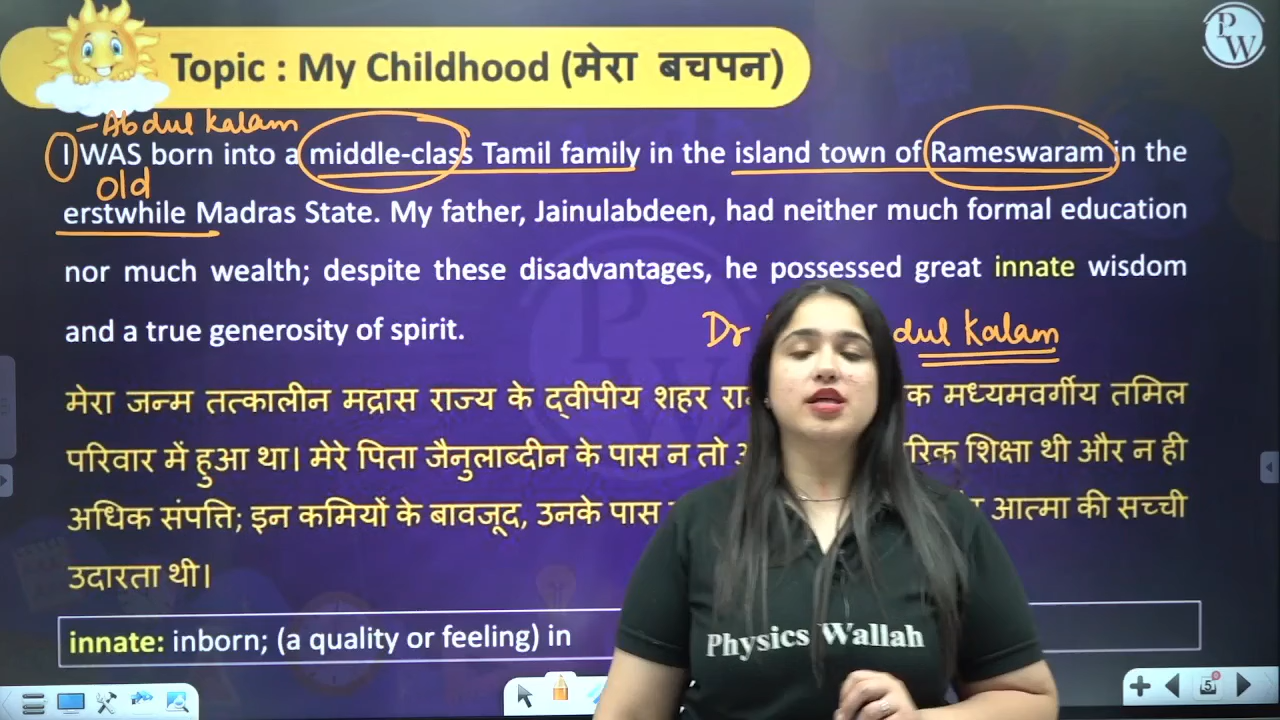 Topic : My Childhood (मेरा बचपन)
PW
-Abdul Kalam
I WAS born into a middle-class Tamil family in the island town of Rameswaram in the
old
erstwhile Madras State. My father, Jainulabdeen, had neither much formal education
nor much wealth; despite these disadvantages, he possessed great innate wisdom
and a true generosity of spirit.
Dr dul Kalam
मेरा जन्म तत्कालीन मद्रास राज्य के द्वीपीय शहर क मध्यमवर्गीय तमिल
परिवार में हुआ था। मेरे पिता जैनुलाब्दीन के पास न तो रिक शिक्षा थी और न ही
अधिक संपत्ति; इन कमियों के बावजूद, उनके पास आत्मा की सच्ची
उदारता थी।
innate: inborn; (a quality or feeling) in
Physics Wallah